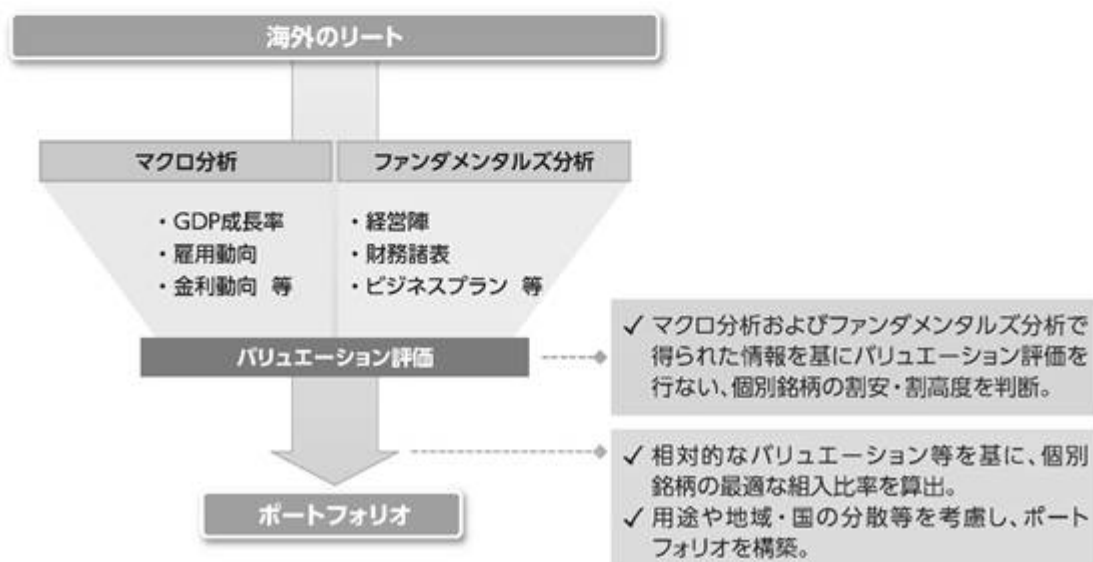 海外のリート
マクロ分析
ファンダメンタルズ分析
・GDP成長率
・雇用動向
・金利動向 等
・経営陣
・財務諸表
・ビジネスプラン 等
バリュエーション評価
✓ マクロ分析およびファンダメンタルズ分析で
得られた情報を基にバリュエーション評価を
行ない、個別銘柄の割安・割高度を判断。
✓ 相対的なバリュエーション等を基に、個別
銘柄の最適な組入比率を算出。
✓ 用途や地域・国の分散等を考慮し、ポート
フォリオを構築。
ポートフォリオ